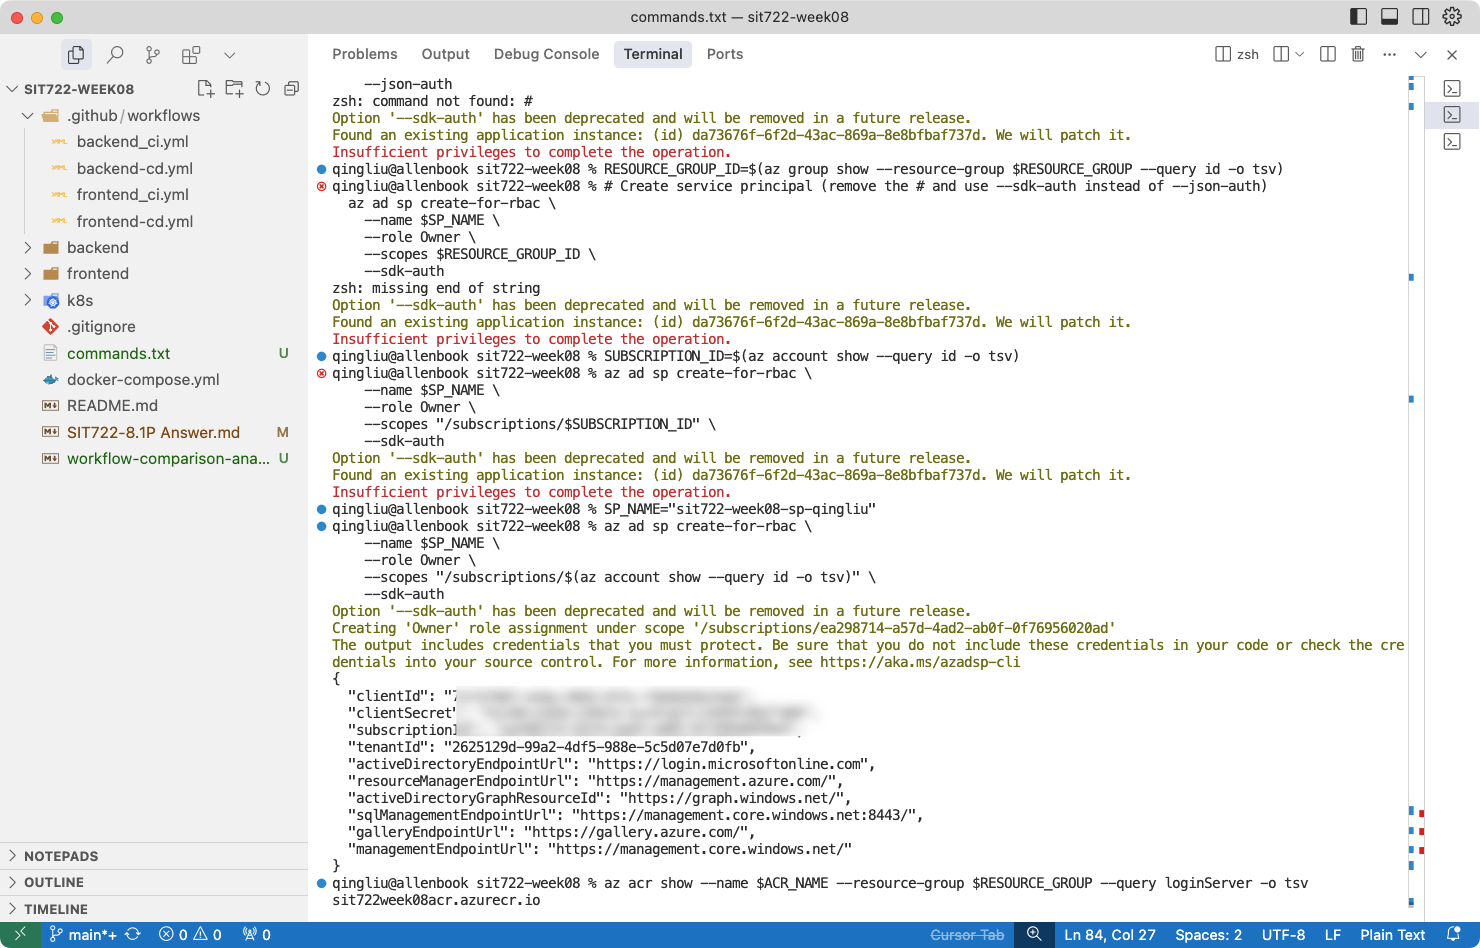 commands.txt — sit722-week08
Problems Output Debug Console Terminal Ports
zsh
SIT722-WEEK08
.github/workflows
backend_ci.yml
backend-cd.yml
frontend_ci.yml
frontend-cd.yml
backend
frontend
k8s
.gitignore
commands.txt U
docker-compose.yml
README.md
SIT722-8.1P Answer.md M
workflow-comparison-ana... U
NOTEPADS
OUTLINE
TIMELINE
--json-auth
zsh: command not found: #
Option '--sdk-auth' has been deprecated and will be removed in a future release.
Found an existing application instance: (id) da73676f-6f2d-43ac-869a-8e8bfbaf737d. We will patch it.
Insufficient privileges to complete the operation.
qingliu@allenbook sit722-week08 % RESOURCE_GROUP_ID=$(az group show --resource-group $RESOURCE_GROUP --query id -o tsv)
qingliu@allenbook sit722-week08 % # Create service principal (remove the # and use --sdk-auth instead of --json-auth)
az ad sp create-for-rbac \
--name $SP_NAME \
--role Owner \
--scopes $RESOURCE_GROUP_ID \
--sdk-auth
zsh: missing end of string
Option '--sdk-auth' has been deprecated and will be removed in a future release.
Found an existing application instance: (id) da73676f-6f2d-43ac-869a-8e8bfbaf737d. We will patch it.
Insufficient privileges to complete the operation.
qingliu@allenbook sit722-week08 % SUBSCRIPTION_ID=$(az account show --query id -o tsv)
qingliu@allenbook sit722-week08 % az ad sp create-for-rbac \
--name $SP_NAME \
--role Owner \
--scopes "/subscriptions/$SUBSCRIPTION_ID" \
--sdk-auth
Option '--sdk-auth' has been deprecated and will be removed in a future release.
Found an existing application instance: (id) da73676f-6f2d-43ac-869a-8e8bfbaf737d. We will patch it.
Insufficient privileges to complete the operation.
qingliu@allenbook sit722-week08 % SP_NAME="sit722-week08-sp-qingliu"
qingliu@allenbook sit722-week08 % az ad sp create-for-rbac \
--name $SP_NAME \
--role Owner \
--scopes "/subscriptions/$(az account show --query id -o tsv)" \
--sdk-auth
Option '--sdk-auth' has been deprecated and will be removed in a future release.
Creating 'Owner' role assignment under scope '/subscriptions/ea298714-a57d-4ad2-ab0f-0f76956020ad'
The output includes credentials that you must protect. Be sure that you do not include these credentials in your code or check the cre
dentials into your source control. For more information, see https://aka.ms/azadsp-cli
{
"clientId":
"clientSecret"
"subscription
"tenantId": "2625129d-99a2-4df5-988e-5c5d07e7d0fb",
"activeDirectoryEndpointUrl": "https://login.microsoftonline.com",
"resourceManagerEndpointUrl": "https://management.azure.com/",
"activeDirectoryGraphResourceId": "https://graph.windows.net/",
"sqlManagementEndpointUrl": "https://management.core.windows.net:8443/",
"galleryEndpointUrl": "https://gallery.azure.com/",
"managementEndpointUrl": "https://management.core.windows.net/"
}
qingliu@allenbook sit722-week08 % az acr show --name $ACR_NAME --resource-group $RESOURCE_GROUP --query loginServer -o tsv
sit722week08acr.azurecr.io
main*+ 0 0 0 Cursor Tab Ln 84, Col 27 Spaces: 2 UTF-8 LF Plain Text